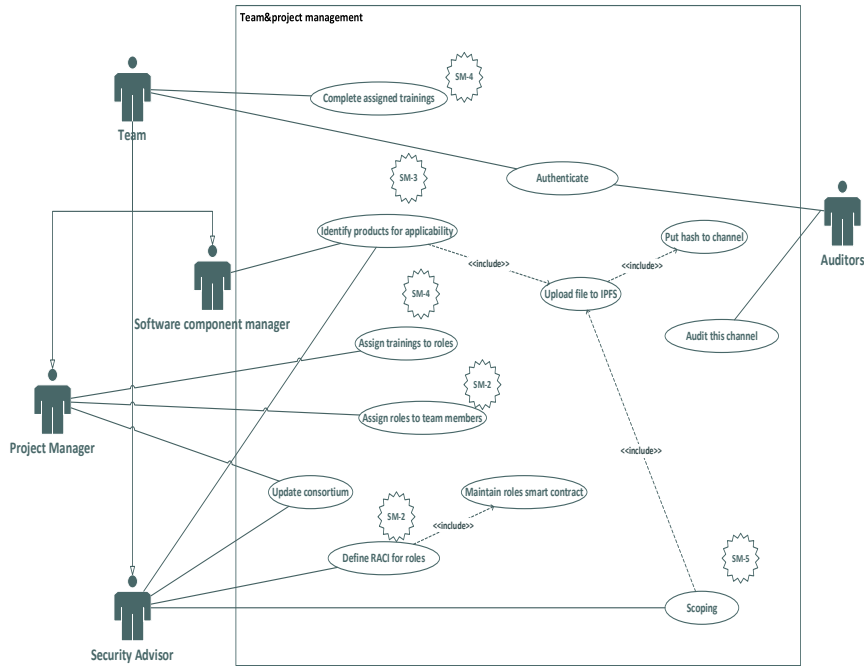 Team&project management
SM-4
Complete assigned trainings
Team
SM-3
Authenticate
Identify products for applicability
Put hash to channel
Auditors
<<include>>
<<include>>
SM-4
Upload file to IPFS
Software component manager
Audit this channel
Assign trainings to roles
SM-2
Assign roles to team members
Project Manager
<<include>>
Update consortium
Maintain roles smart contract
SM-2
<<include>>
SM-5
Define RACI for roles
Scoping
Security Advisor